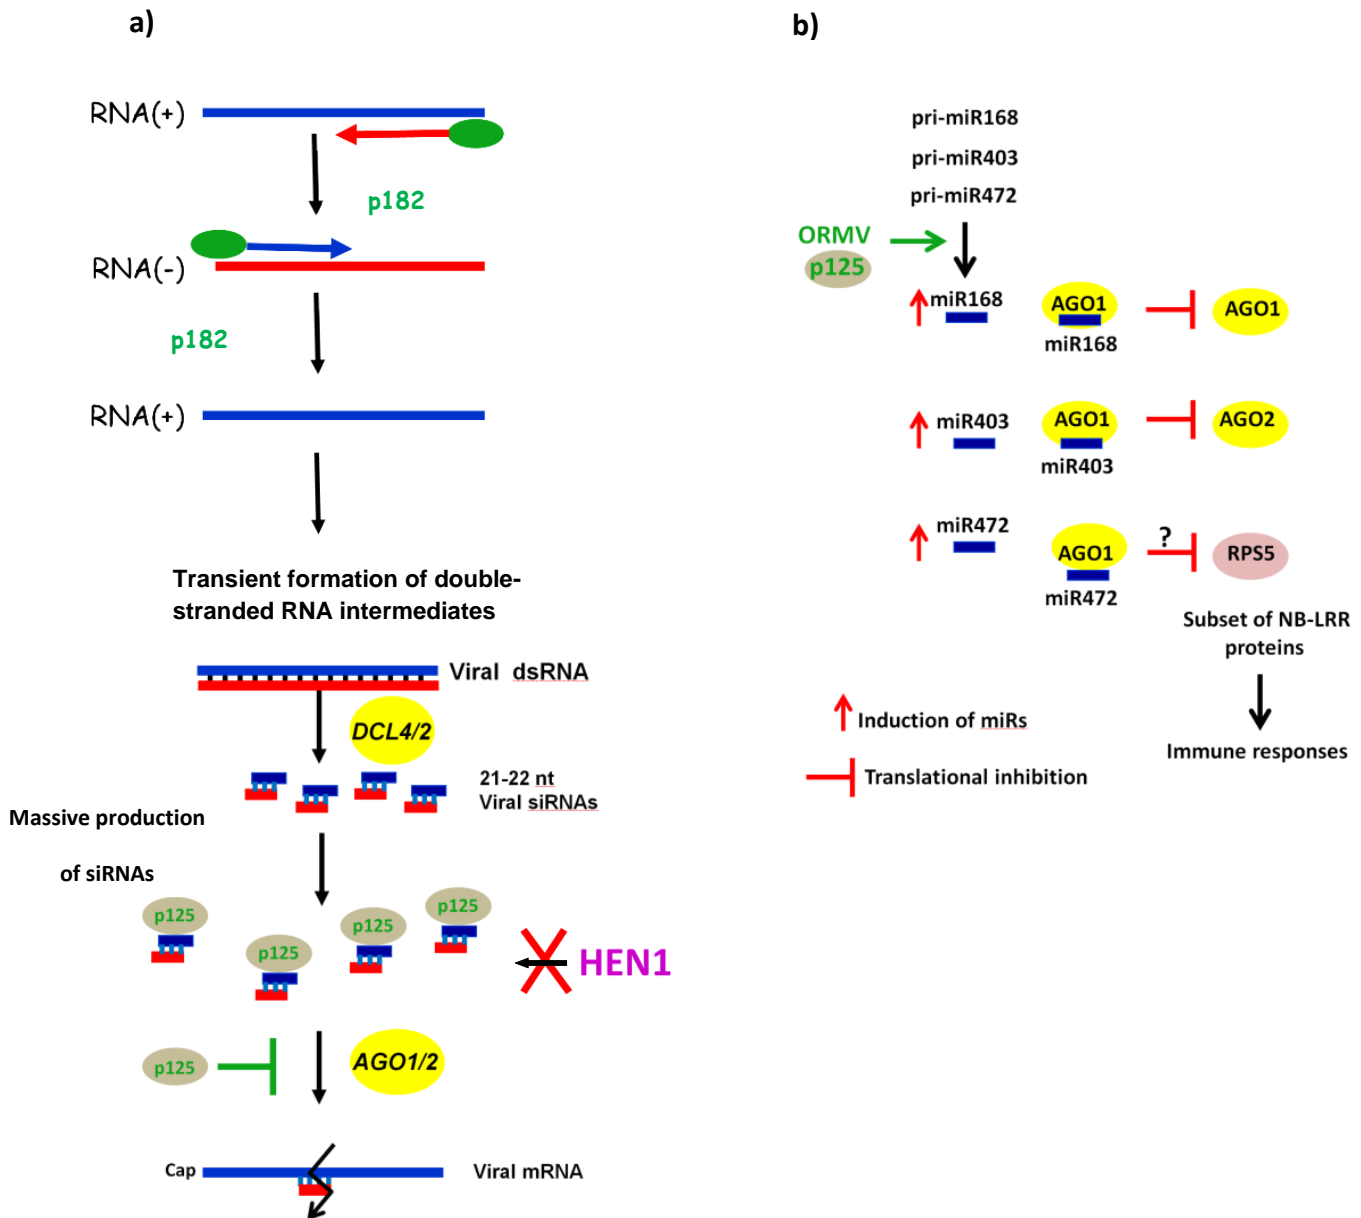 a)
RNA(+)
p182
RNA(-)
p182
RNA(+)
Transient formation of double-
stranded RNA intermediates
Viral dsRNA
DCL4/2
21-22 nt
Viral siRNAs
Massive production
of siRNAs
p125
p125
p125
p125
HEN1
p125
AGO1/2
Cap
Viral mRNA
b)
pri-miR168
pri-miR403
pri-miR472
ORMV
p125
miR168
AGO1
miR168
AGO1
miR403
AGO1
miR403
AGO2
miR472
AGO1
miR472
?
RPS5
Subset of NB-LRR
proteins
Immune responses
Induction of miRs
Translational inhibition